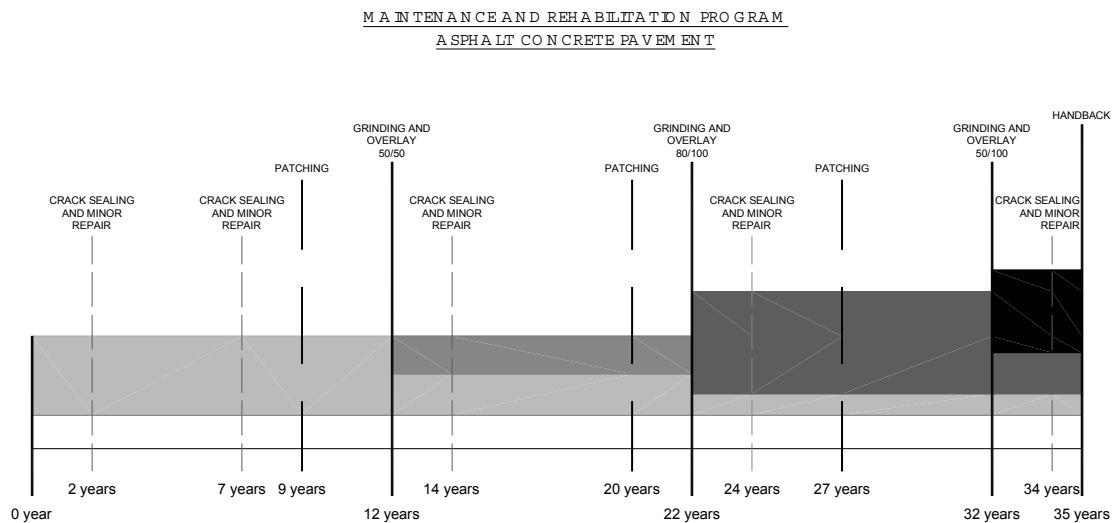 MAINTENANCE AND REHABILITATION PROGRAM
ASPHALT CONCRETE PAVEMENT
HANDBACK
GRINDING AND
OVERLAY
50/50
GRINDING AND
OVERLAY
80/100
GRINDING AND
OVERLAY
50/100
PATCHING
PATCHING
PATCHING
CRACK SEALING
AND MINOR
REPAIR
CRACK SEALING
AND MINOR
REPAIR
CRACK SEALING
AND MINOR
REPAIR
CRACK SEALING
AND MINOR
REPAIR
CRACK SEALING
AND MINOR
REPAIR
2 years
7 years
9 years
14 years
20 years
24 years
27 years
34 years
0 year
12 years
22 years
32 years
35 years